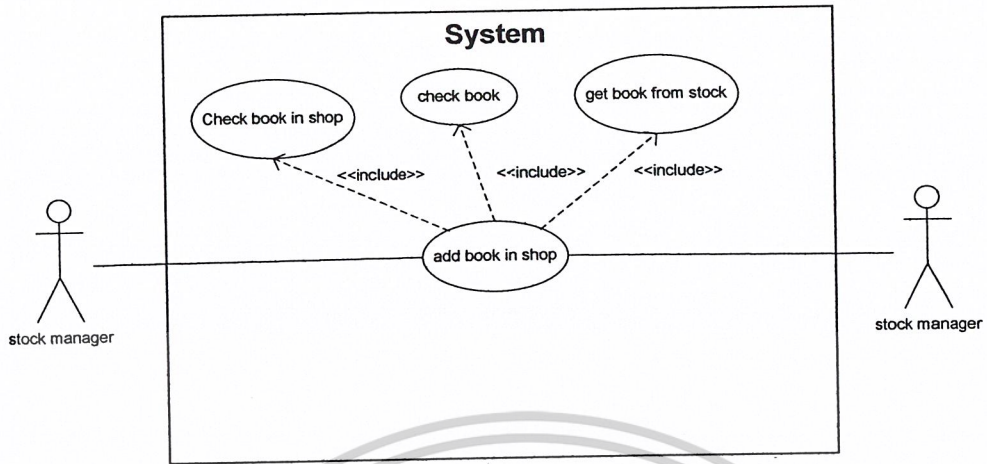 System
Check book in shop
check book
get book from stock
<<include>>
<<include>>
<<include>>
add book in shop
stock manager
stock manager